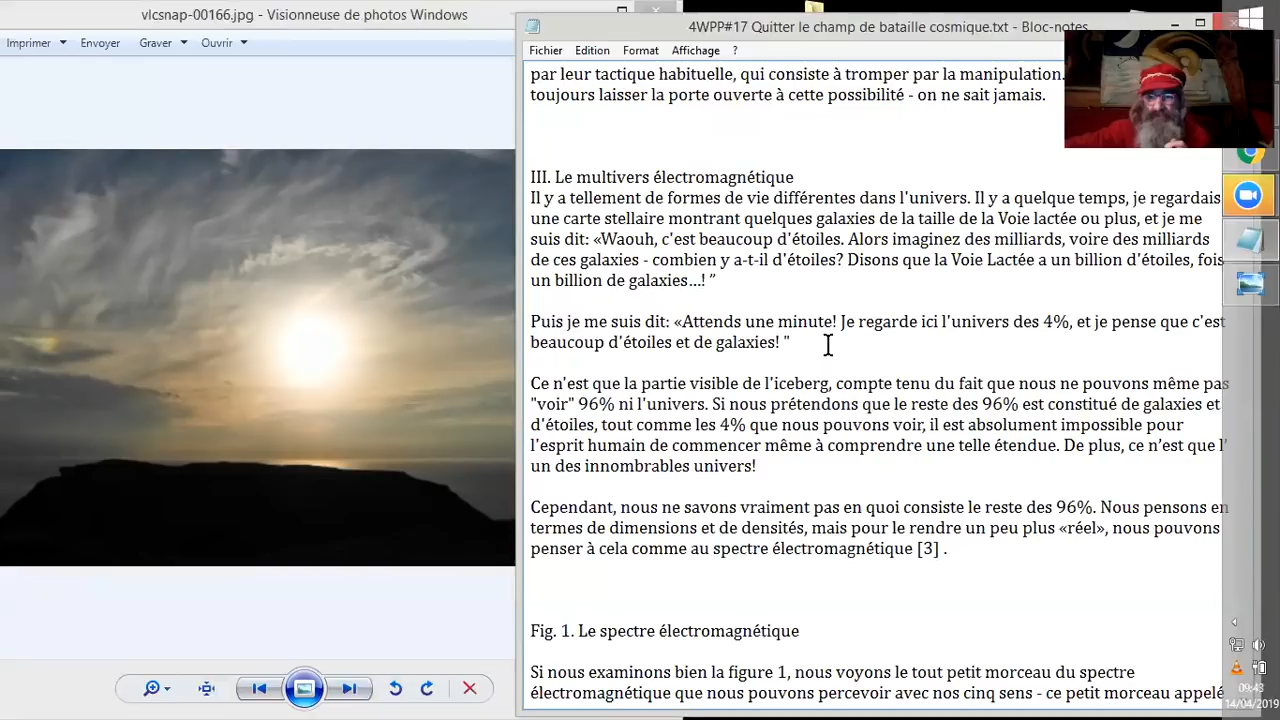 vlcsnap-00166.jpg - Visionneuse de photos Windows
Imprimer Envoyer Graver Ouvrir
4WPP#17 Quitter le champ de bataille cosmique.txt - Bloc-notes
Fichier Edition Format Affichage ?
par leur tactique habituelle, qui consiste à tromper par la manipulation.
toujours laisser la porte ouverte à cette possibilité - on ne sait jamais.
III. Le multivers électromagnétique
Il y a tellement de formes de vie différentes dans l'univers. Il y a quelque temps, je regardais
une carte stellaire montrant quelques galaxies de la taille de la Voie lactée ou plus, et je me
suis dit: «Waouh, c'est beaucoup d'étoiles. Alors imaginez des milliards, voire des milliards
de ces galaxies - combien y a-t-il d'étoiles? Disons que la Voie Lactée a un billion d'étoiles, fois
un billion de galaxies...! ”
Puis je me suis dit: «Attends une minute! Je regarde ici l'univers des 4%, et je pense que c'est
beaucoup d'étoiles et de galaxies! "
Ce n'est que la partie visible de l'iceberg, compte tenu du fait que nous ne pouvons même pas
"voir" 96% ni l'univers. Si nous prétendons que le reste des 96% est constitué de galaxies et
d'étoiles, tout comme les 4% que nous pouvons voir, il est absolument impossible pour
l'esprit humain de commencer même à comprendre une telle étendue. De plus, ce n’est que l’
un des innombrables univers!
Cependant, nous ne savons vraiment pas en quoi consiste le reste des 96%. Nous pensons en
termes de dimensions et de densités, mais pour le rendre un peu plus «réel», nous pouvons
penser à cela comme au spectre électromagnétique [3] .
Fig. 1. Le spectre électromagnétique
Si nous examinons bien la figure 1, nous voyons le tout petit morceau du spectre
électromagnétique que nous pouvons percevoir avec nos cinq sens - ce petit morceau appelé
09:43
14/04/2019